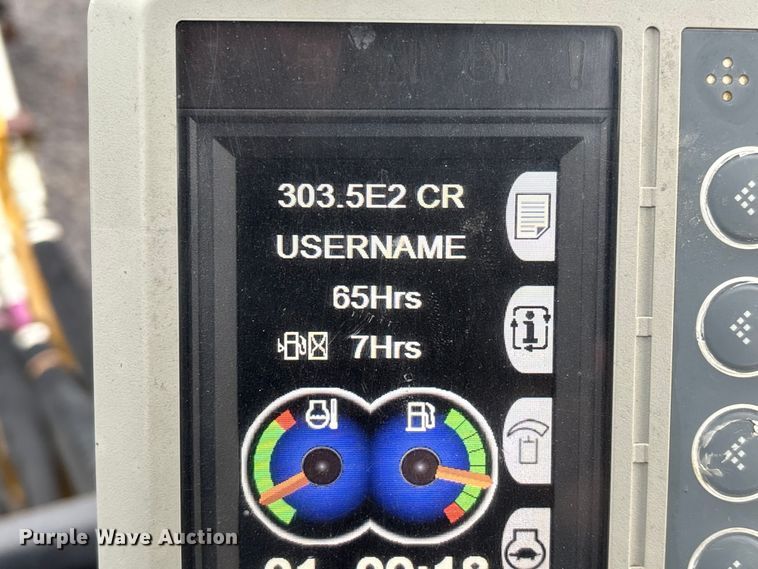 303.5E2 CR
USERNAME
65Hrs
7Hrs
Purple Wave Auction